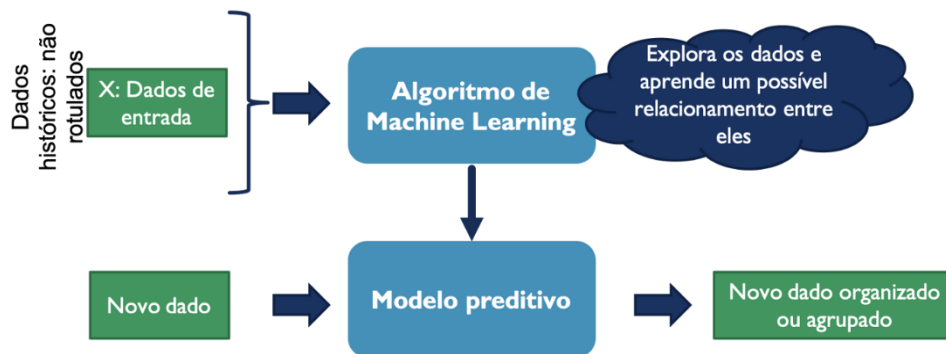 Dados
históricos: não
rotulados
X: Dados de
entrada
Algoritmo de
Machine Learning
Explora os dados e
aprende um possível
relacionamento entre
eles
Novo dado
Modelo preditivo
Novo dado organizado
ou agrupado